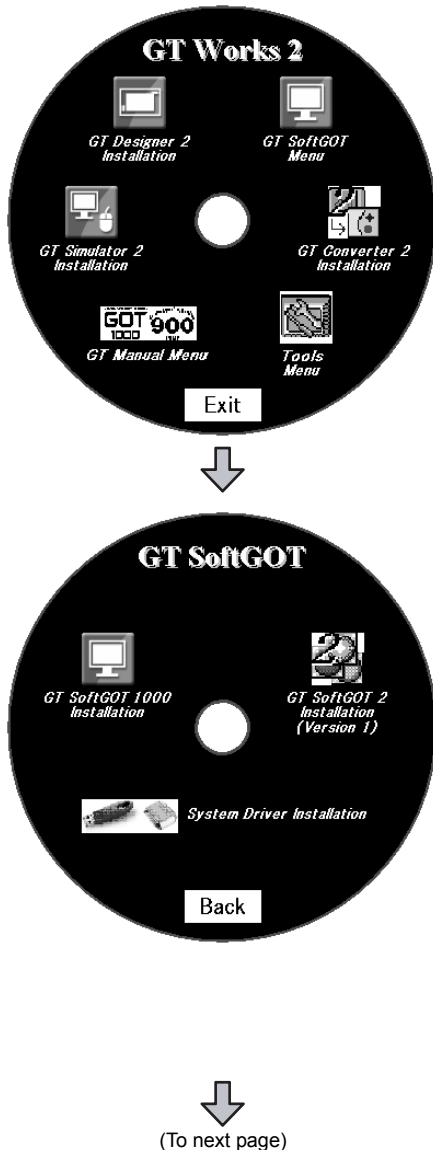 GT Works 2
GT Designer 2
Installation
GT SoftGOT
Menu
GT Simulator 2
Installation
GT Converter 2
Installation
GOT 900
1000
GT Manual Menu
Tools
Menu
Exit
GT SoftGOT
GT SoftGOT 1000
Installation
GT SoftGOT 2
Installation
(Version 1)
System Driver Installation
Back
(To next page)